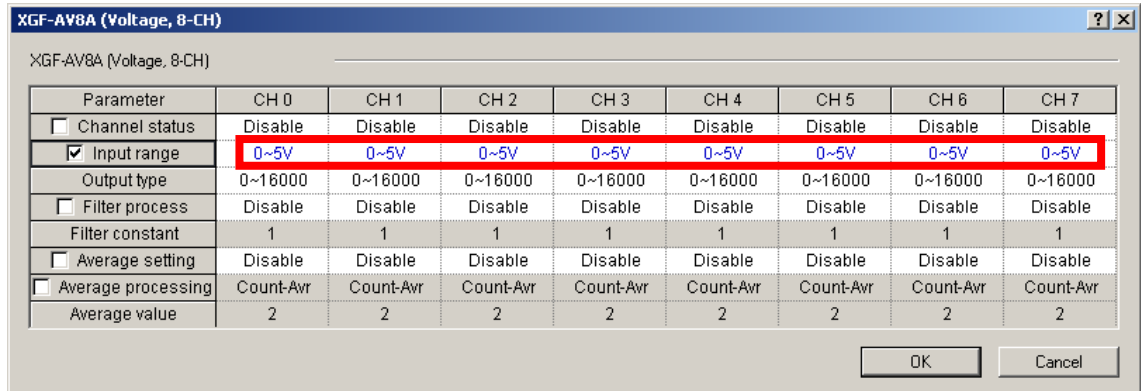 XGF-AV8A (Voltage, 8-CH)
XGF-AV8A (Voltage, 8-CH)
Parameter CH 0 CH 1 CH 2 CH 3 CH 4 CH 5 CH 6 CH 7
Channel status Disable Disable Disable Disable Disable Disable Disable Disable
Input range 0~5V 0~5V 0~5V 0~5V 0~5V 0~5V 0~5V 0~5V
Output type 0~16000 0~16000 0~16000 0~16000 0~16000 0~16000 0~16000 0~16000
Filter process Disable Disable Disable Disable Disable Disable Disable Disable
Filter constant 1 1 1 1 1 1 1 1
Average setting Disable Disable Disable Disable Disable Disable Disable Disable
Average processing Count-Avr Count-Avr Count-Avr Count-Avr Count-Avr Count-Avr Count-Avr Count-Avr
Average value 2 2 2 2 2 2 2 2
OK Cancel